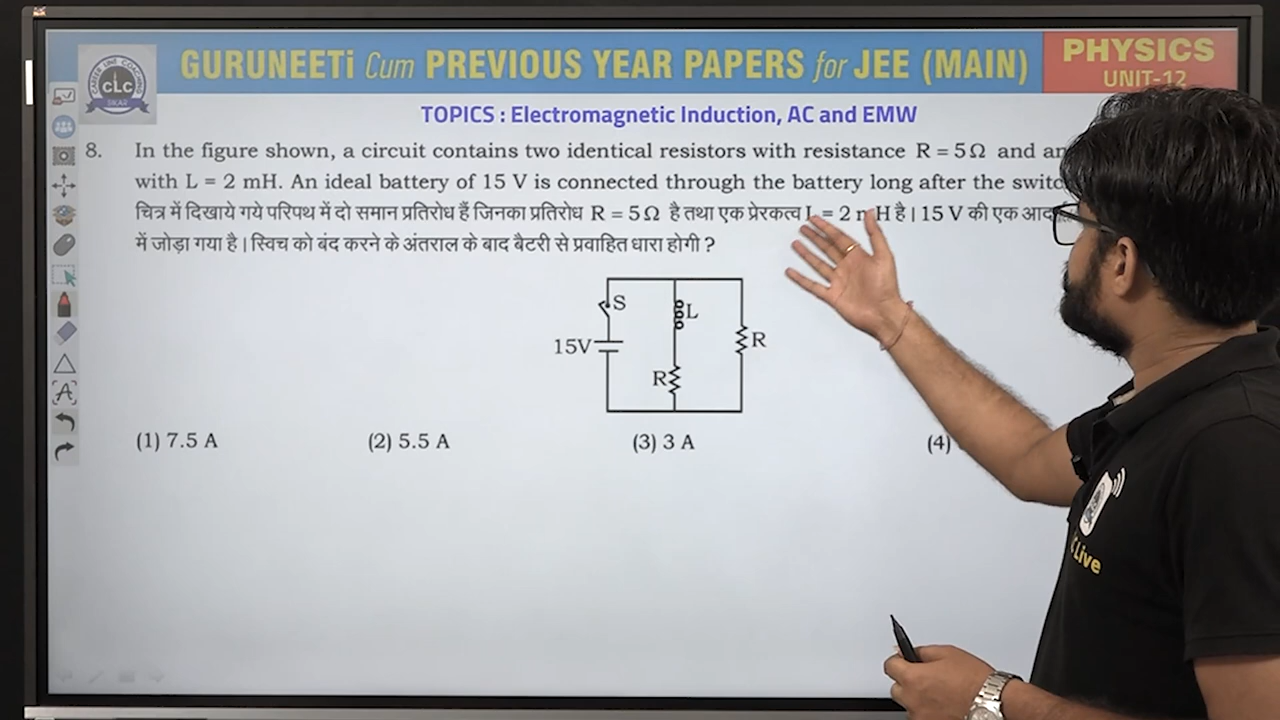 GURUNEETi Cum PREVIOUS YEAR PAPERS for JEE (MAIN)
PHYSICS
UNIT-12
CLC
SIKAR
TOPICS : Electromagnetic Induction, AC and EMW
8. In the figure shown, a circuit contains two identical resistors with resistance R = 5Ω and an
with L = 2 mH. An ideal battery of 15 V is connected through the battery long after the switc
चित्र में दिखाये गये परिपथ में दो समान प्रतिरोध हैं जिनका प्रतिरोध R = 5Ω है तथा एक प्रेरकत्व = 2 H है। 15 V की एक
में जोड़ा गया है। स्विच को बंद करने के अंतराल के बाद बैटरी से प्रवाहित धारा होगी ?
S
L
15V
R
R
(1) 7.5 A (2) 5.5 A (3) 3 A (4)
Live